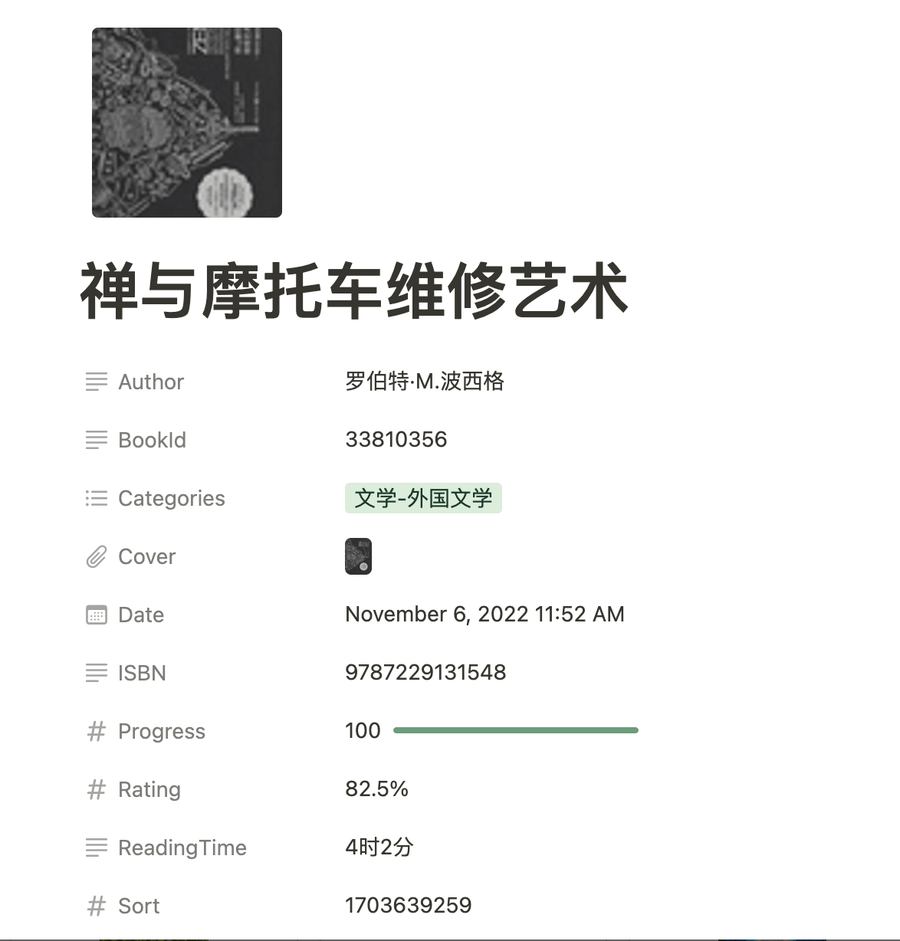 禅与摩托车维修艺术
Author 罗伯特·M.波西格
BookId 33810356
Categories 文学-外国文学
Cover
Date November 6, 2022 11:52 AM
ISBN 9787229131548
Progress 100
Rating 82.5%
ReadingTime 4时2分
Sort 1703639259